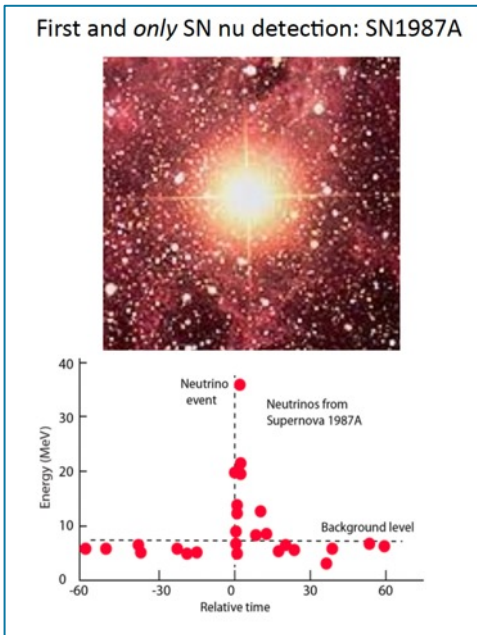 First and only SN nu detection: SN1987A
40
Neutrino
event
Neutrinos from
Supernova 1987A
30
Energy (MeV)
20
10
Background level
0
-60
-30
0
30
60
Relative time